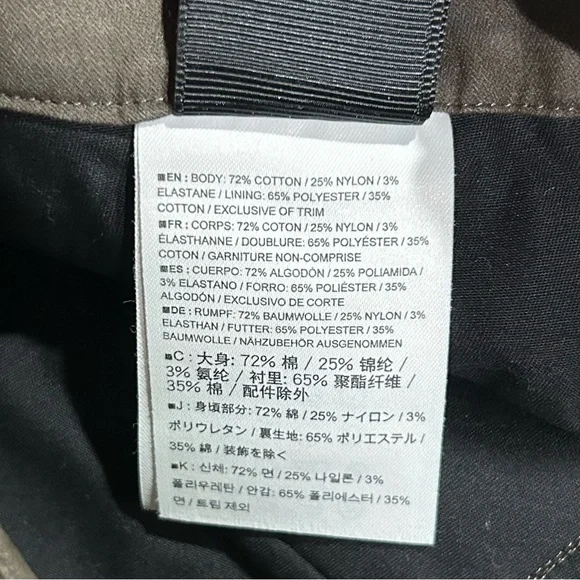 EN : BODY: 72% COTTON / 25% NYLON / 3%
ELASTANE / LINING: 65% POLYESTER / 35%
COTTON / EXCLUSIVE OF TRIM
FR : CORPS: 72% COTON / 25% NYLON / 3%
ÉLASTHANNE / DOUBLURE: 65% POLYÉSTER / 35%
COTON / GARNITURE NON-COMPRISE
ES : CUERPO: 72% ALGODÓN / 25% POLIAMIDA /
3% ELASTANO / FORRO: 65% POLIÉSTER / 35%
ALGODÓN / EXCLUSIVO DE CORTE
DE : RUMPF: 72% BAUMWOLLE / 25% NYLON / 3%
ELASTHAN / FUTTER: 65% POLYESTER / 35%
BAUMWOLLE / NÄHZUBEHÖR AUSGENOMMEN
C : 大身: 72% 棉 / 25% 锦纶 /
3% 氨纶 / 衬里: 65% 聚酯纤维 /
35% 棉 / 配件除外
J : 身頃部分: 72% 綿 / 25% ナイロン / 3%
ポリウレタン / 裏生地: 65% ポリエステル /
35% 綿 / 装飾を除く
K : 신체: 72% 면 / 25% 나일론 / 3%
폴리우레탄 / 안감: 65% 폴리에스터 / 35%
면 / 트림 제외